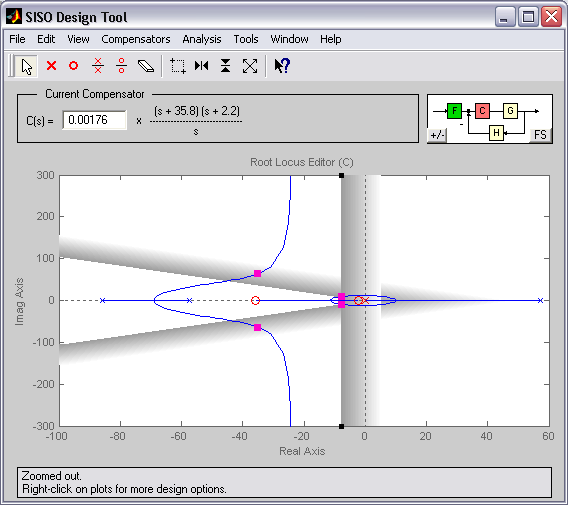 SISO Design Tool
File Edit View Compensators Analysis Tools Window Help
Current Compensator
C(s) = 0.00176 x (s + 35.8) (s + 2.2)
s
F C G
H
+/- FS
Root Locus Editor (C)
300
200
100
0
-100
-200
-300
-100 -80 -60 -40 -20 0 20 40 60
Imag Axis
Real Axis
Zoomed out.
Right-click on plots for more design options.